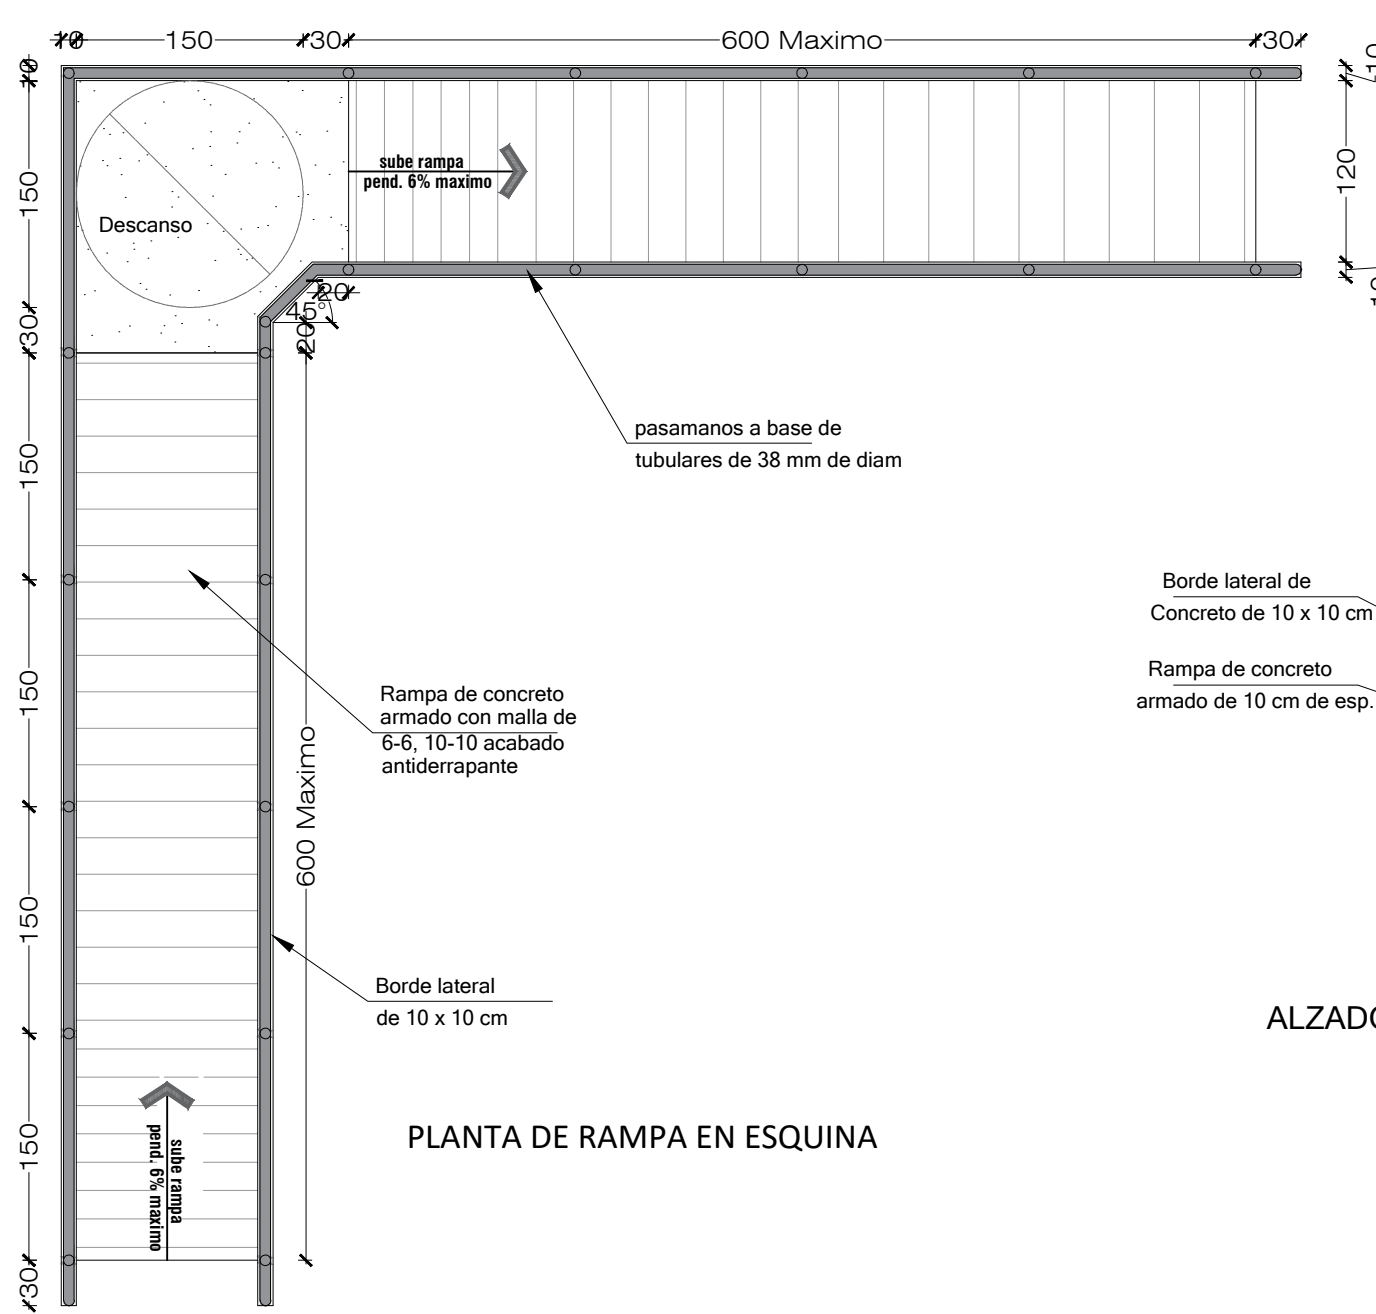 10
150
30
600 Maximo
30
10
150
30
150
150
150
150
30
10
120
10
sube rampa
pend. 6% maximo
Descanso
20
45°
20
600 Maximo
pasamanos a base de
tubulares de 38 mm de diam
Borde lateral de
Concreto de 10 x 10 cm
Rampa de concreto
armado de 10 cm de esp.
Rampa de concreto
armado con malla de
6-6, 10-10 acabado
antiderrapante
Borde lateral
de 10 x 10 cm
ALZADO
sube rampa
pend. 6% maximo
PLANTA DE RAMPA EN ESQUINA